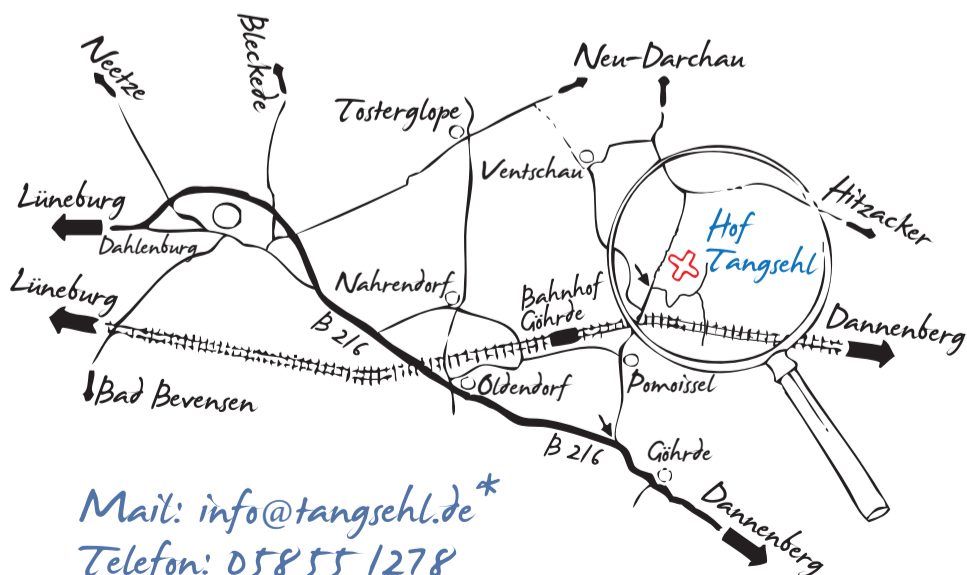 Neetze
Bleckede
Neu-Darchau
Tosterglope
Ventschau
Lüneburg
Hitzacker
Dahlenburg
Hof
Tangsehl
Lüneburg
Nahrendorf
Bahnhof
Göhrde
Dannenberg
B 216
Bad Bevensen
Oldendorf
Pomoissel
B 216
Göhrde
Dannenberg
Mail: info@tangsehl.de*
Telefon: 05855/1278